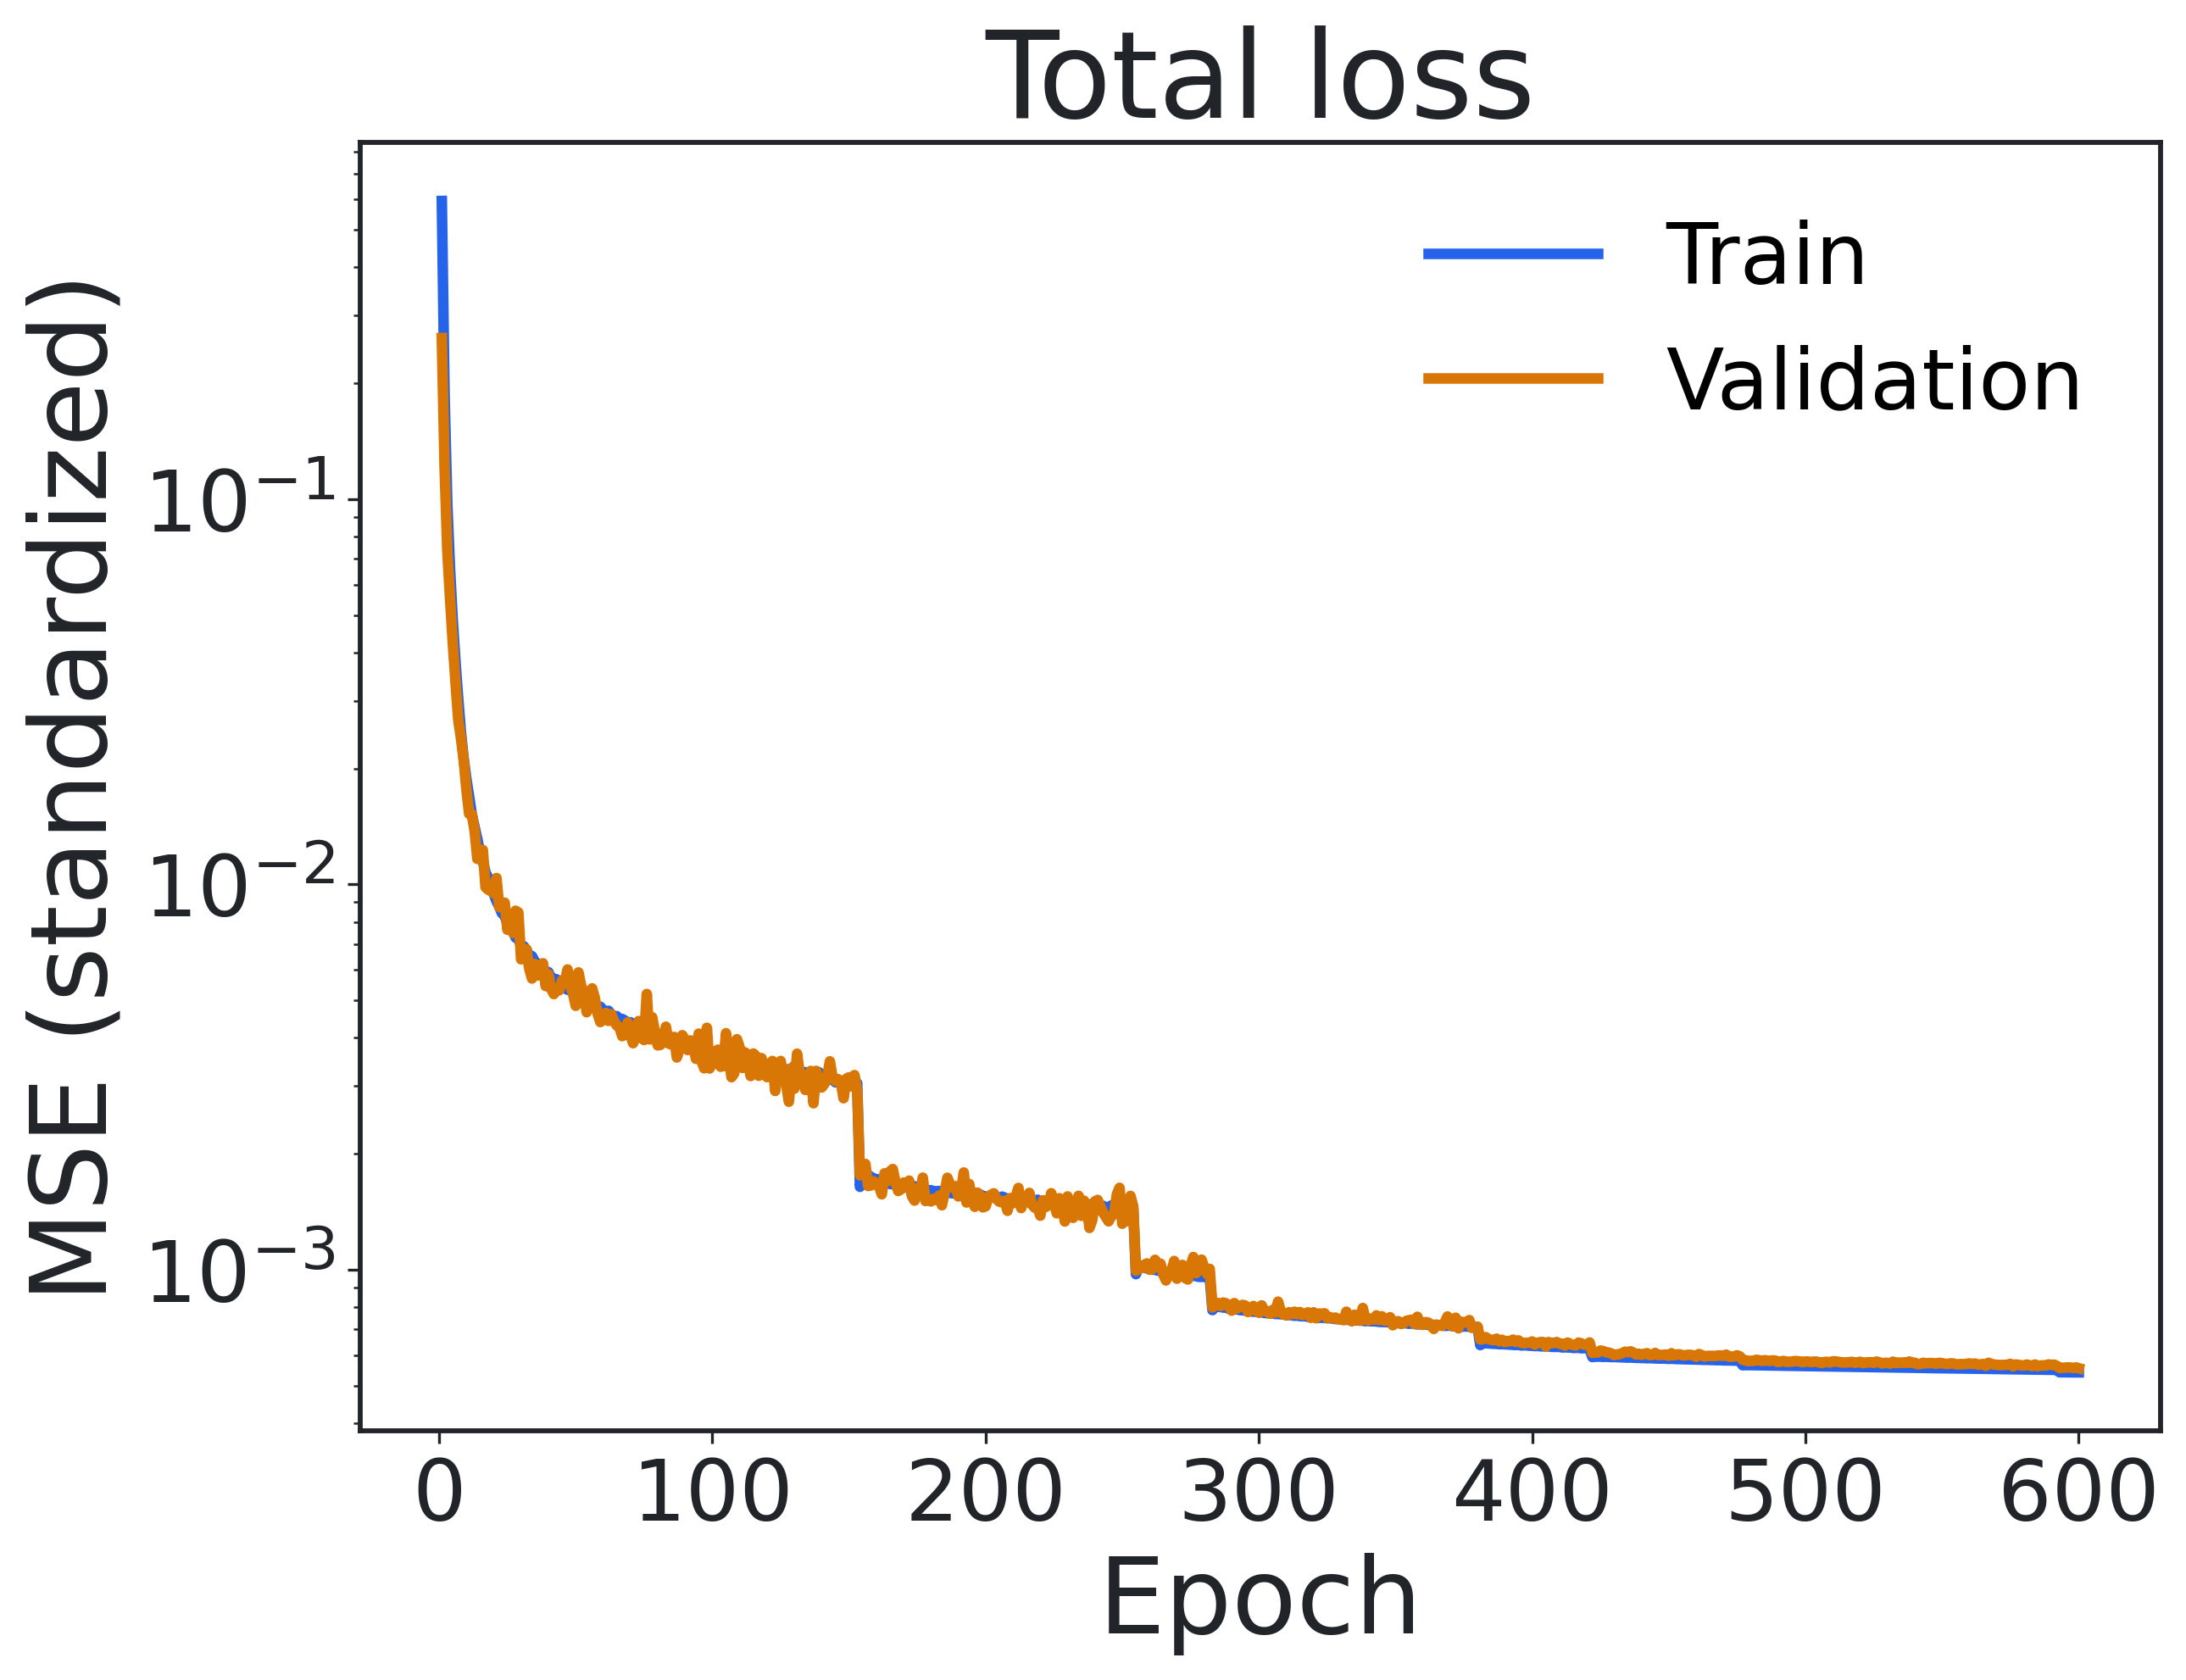 Total loss
Train
Validation
MSE (standardized)
10⁻¹
10⁻²
10⁻³
0 100 200 300 400 500 600
Epoch